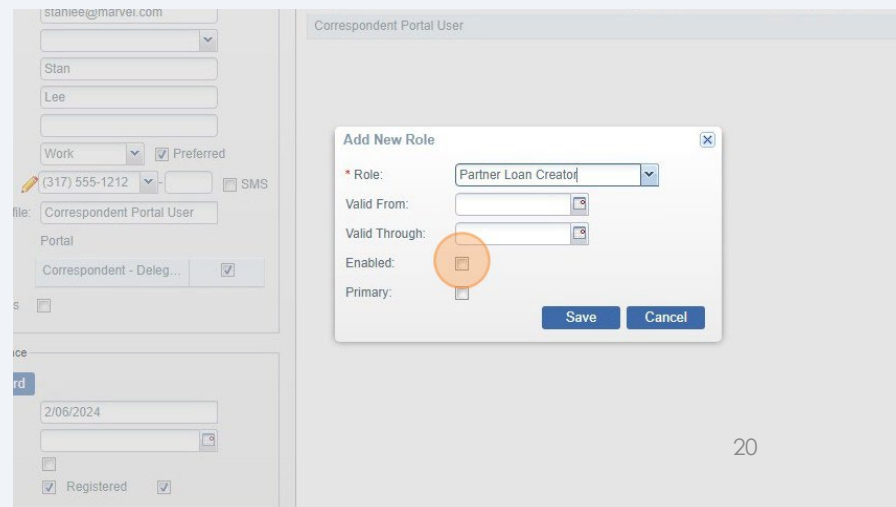 stanlee@marvel.com
Correspondent Portal User
Stan
Lee
Work Preferred
(317) 555-1212 - SMS
file: Correspondent Portal User
Portal
Correspondent - Deleg...
s
Add New Role
* Role: Partner Loan Creator
Valid From:
Valid Through:
Enabled:
Primary:
Save Cancel
ce
rd
2/06/2024
Registered
20